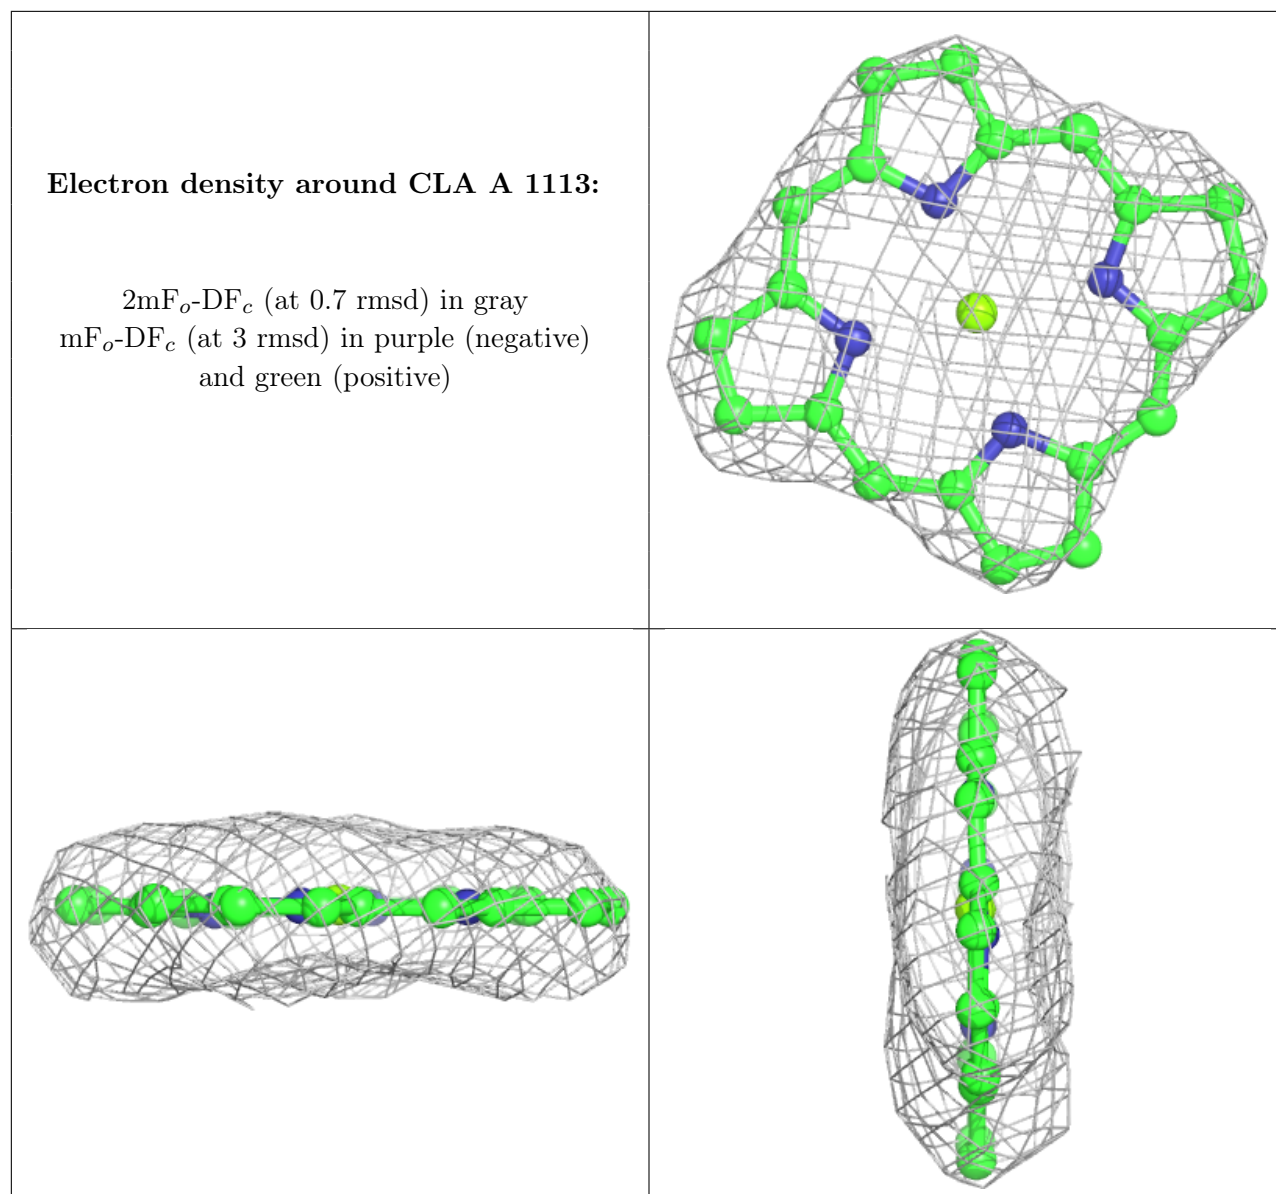 Electron density around CLA A 1113:
2mFo-DFc (at 0.7 rmsd) in gray
mFo-DFc (at 3 rmsd) in purple (negative)
and green (positive)